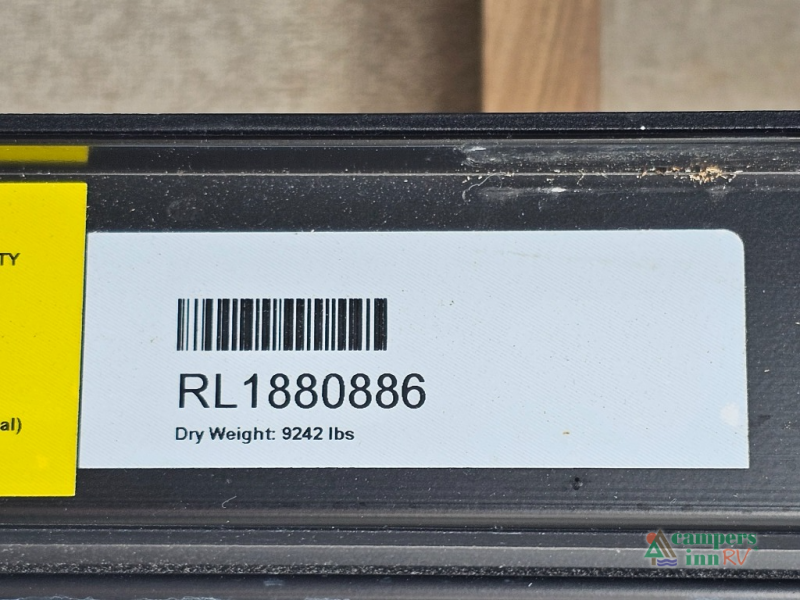 TY
al)
RL1880886
Dry Weight: 9242 lbs
campers
inn RV